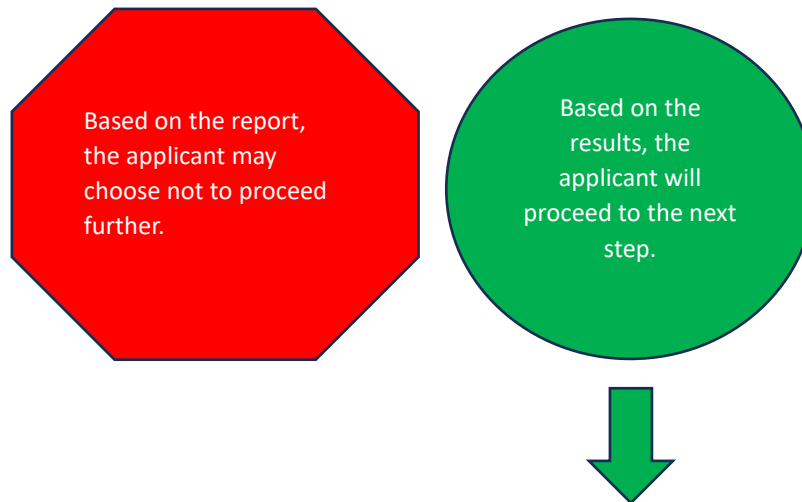 Based on the report,
the applicant may
choose not to proceed
further.
Based on the
results, the
applicant will
proceed to the next
step.